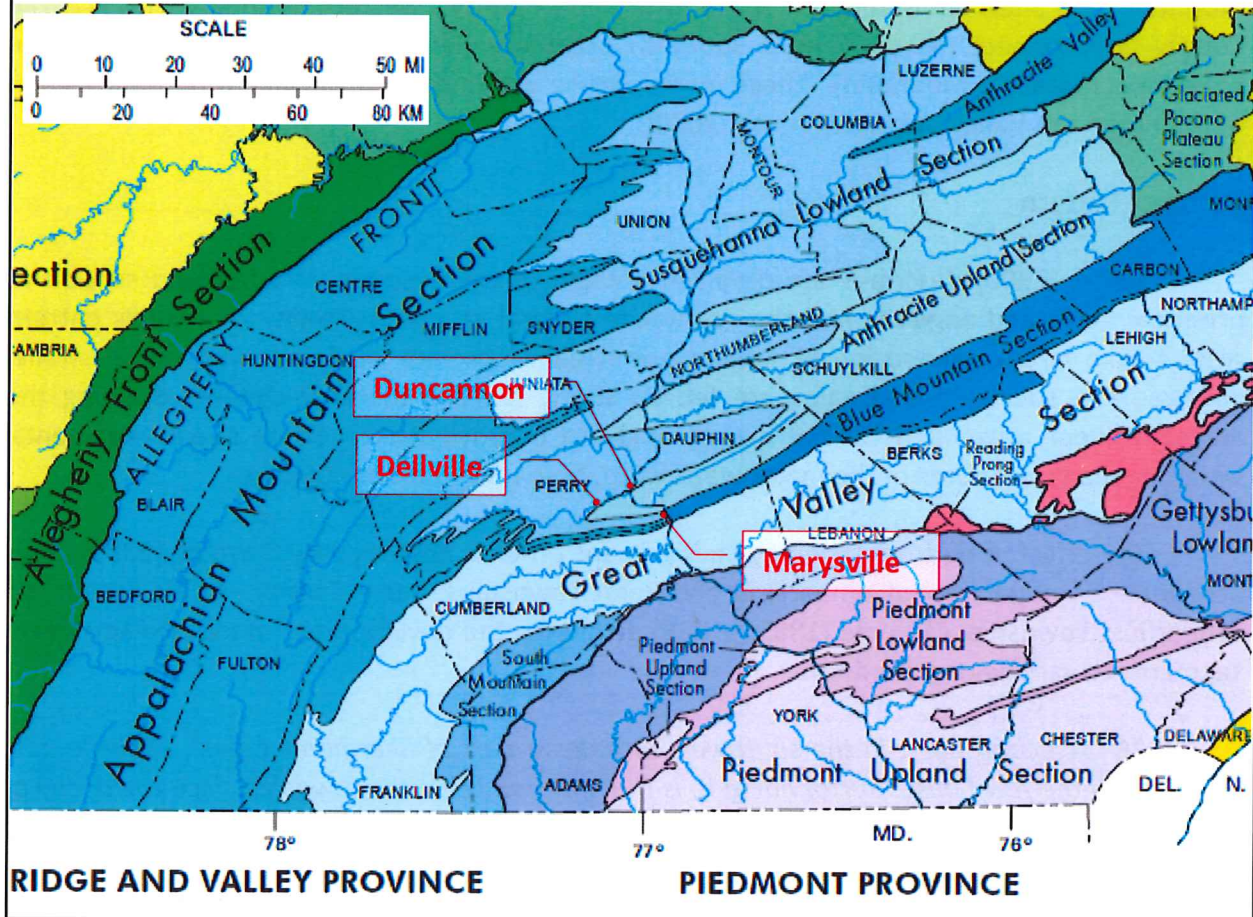 SCALE
0 10 20 30 40 50 MI
0 20 40 60 80 KM
LUZERNE
Anthracite Valley
COLUMBIA
MONTOUR
Glaciated
Pocono
Plateau
Section
UNION
Susquehanna Lowland Section
FRONT
ection
Allegheny Front Section
CENTRE
Appalachian Mountain Section
MIFFLIN
SNYDER
NORTHUMBERLAND
Anthracite Upland Section
CARBON
NORTHAMP
LEHIGH
AMBRIA
ALLEGHENY
HUNTINGDON
SCHUYLKILL
Blue Mountain Section
Duncannon
DAUPHIN
Dellville
PERRY
BERKS
Reading
Prong
Section
BLAIR
Great Valley Section
LEBANON
Marysville
Gettysbu
Lowlan
MONT
BEDFORD
CUMBERLAND
FULTON
South
Mountain
Section
Piedmont
Upland
Section
Piedmont
Lowland
Section
YORK
LANCASTER
CHESTER
DELAWARE
FRANKLIN
ADAMS
Piedmont Upland Section
DEL.
N.
MD.
78°
77°
76°
RIDGE AND VALLEY PROVINCE
PIEDMONT PROVINCE